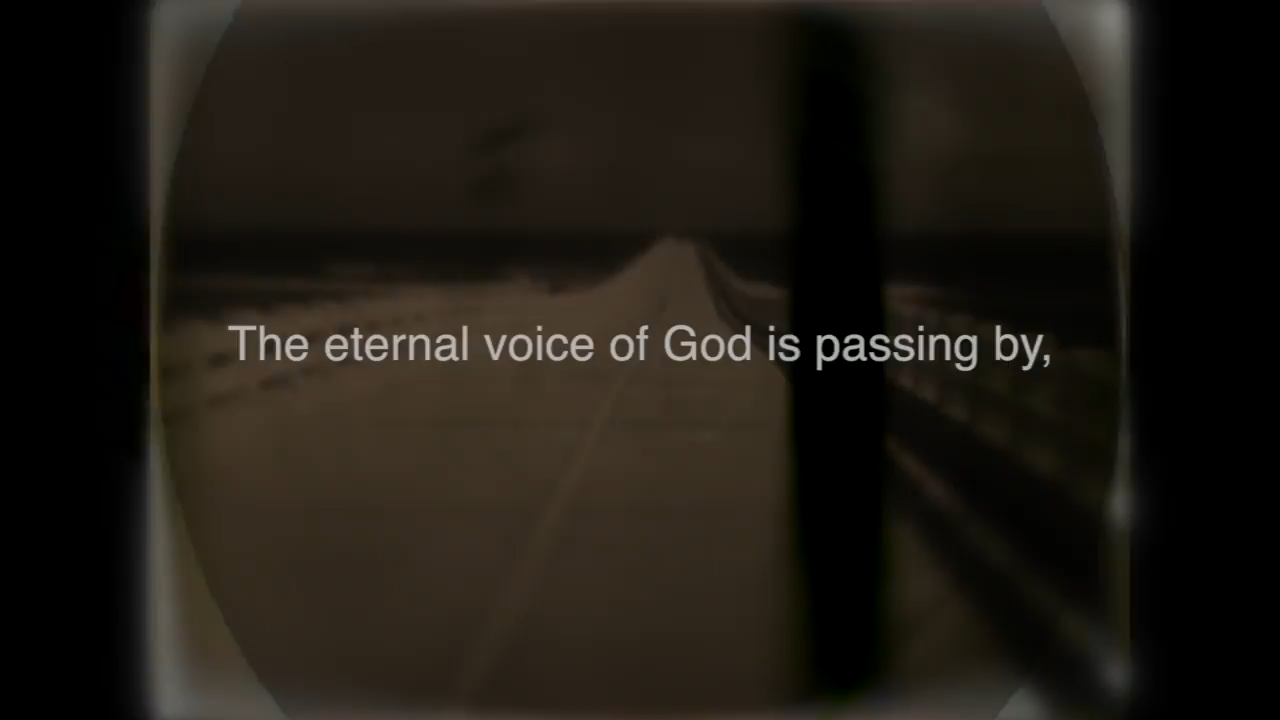 The eternal voice of God is passing by,